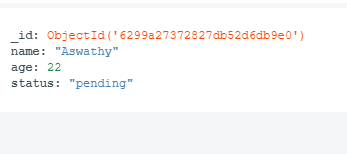 _id: ObjectId('6299a27372827db52d6db9e0')
name: "Aswathy"
age: 22
status: "pending"